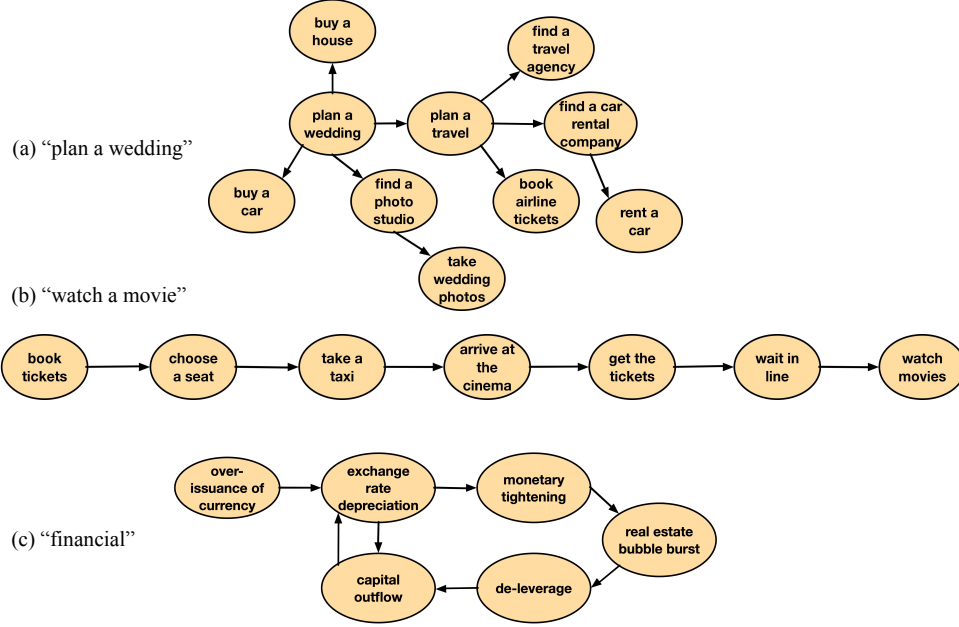 buy a
house
find a
travel
agency
plan a
wedding
plan a
travel
find a car
rental
company
(a) “plan a wedding”
buy a
car
find a
photo
studio
book
airline
tickets
rent a
car
take
wedding
photos
(b) “watch a movie”
book
tickets
choose
a seat
take a
taxi
arrive at
the
cinema
get the
tickets
wait in
line
watch
movies
over-
issuance of
currency
exchange
rate
depreciation
monetary
tightening
real estate
bubble burst
(c) “financial”
capital
outflow
de-leverage